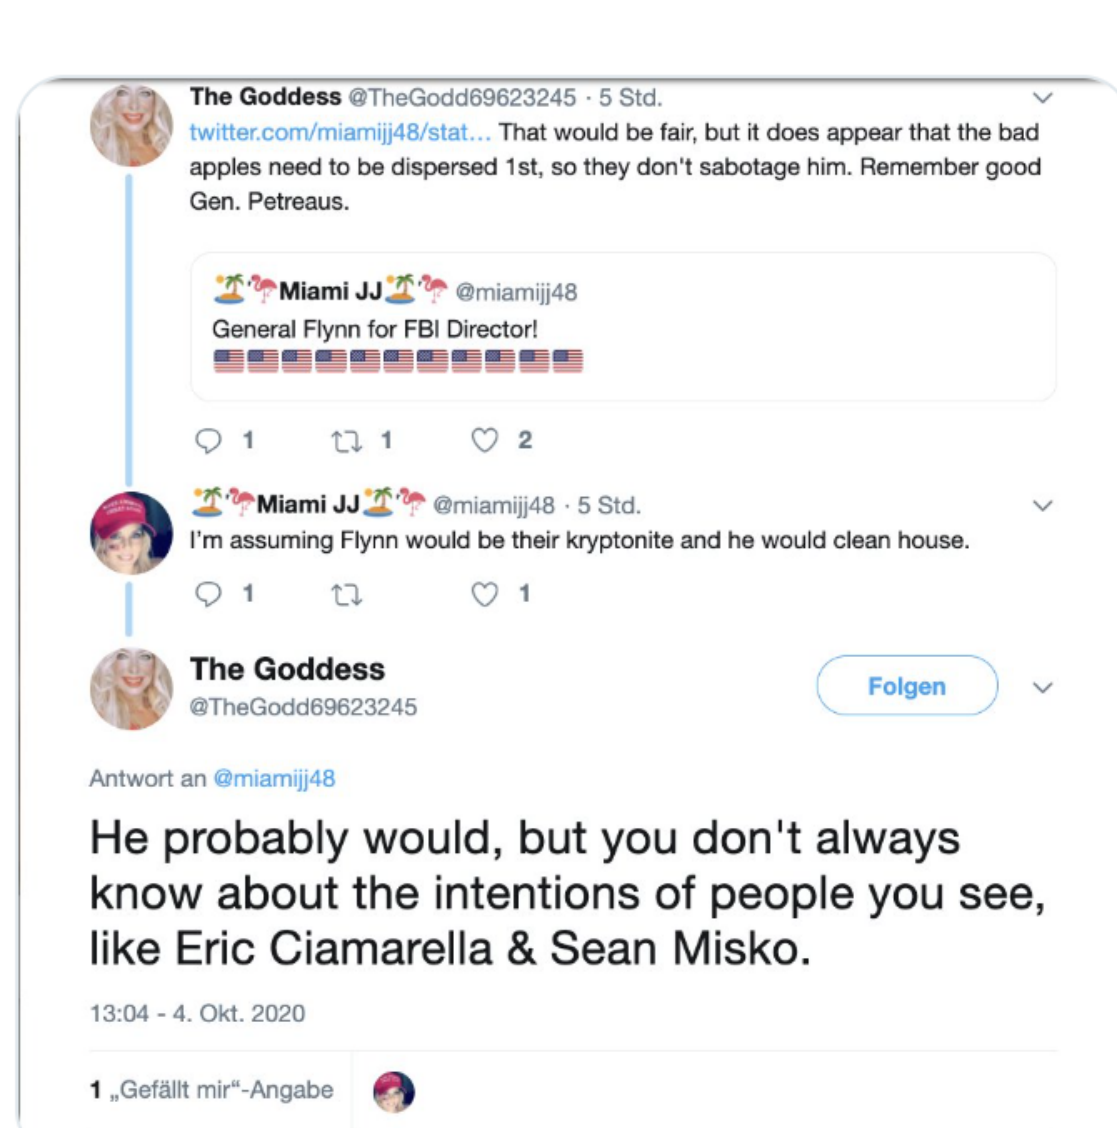 The Goddess @TheGodd69623245 · 5 Std.
twitter.com/miamijj48/stat... That would be fair, but it does appear that the bad
apples need to be dispersed 1st, so they don't sabotage him. Remember good
Gen. Petreaus.
🏝️🦩Miami JJ🏝️🦩 @miamijj48
General Flynn for FBI Director!
🇺🇸🇺🇸🇺🇸🇺🇸🇺🇸🇺🇸🇺🇸🇺🇸🇺🇸🇺🇸🇺🇸
1 1 2
🏝️🦩Miami JJ🏝️🦩 @miamijj48 · 5 Std.
I'm assuming Flynn would be their kryptonite and he would clean house.
1 1
The Goddess
@TheGodd69623245
Folgen
Antwort an @miamijj48
He probably would, but you don't always
know about the intentions of people you see,
like Eric Ciamarella & Sean Misko.
13:04 - 4. Okt. 2020
1 „Gefällt mir“-Angabe